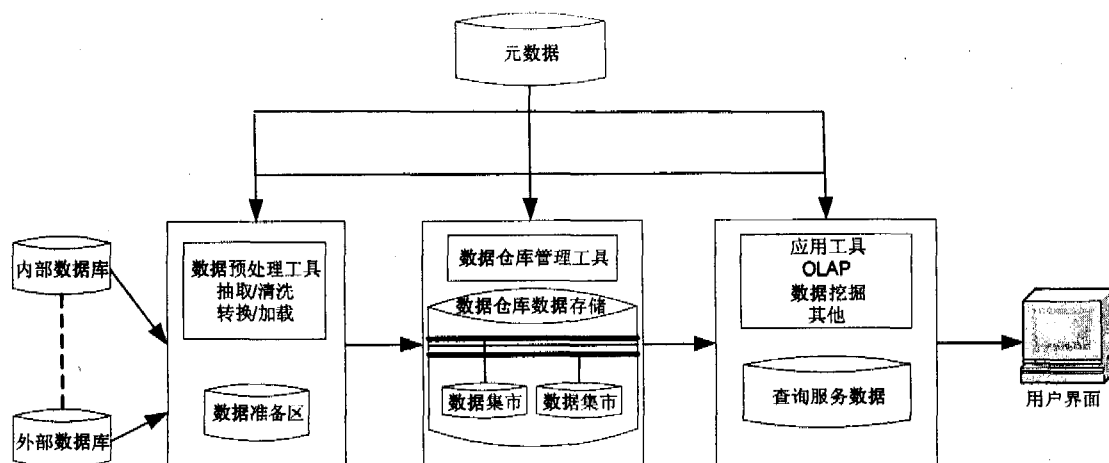 元数据
内部数据库
外部数据库
数据预处理工具
抽取/清洗
转换/加载
数据准备区
数据仓库管理工具
数据仓库数据存储
数据集市
数据集市
应用工具
OLAP
数据挖掘
其他
查询服务数据
用户界面